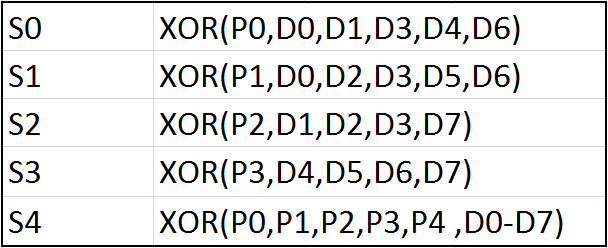 S0 XOR(P0,D0,D1,D3,D4,D6)
S1 XOR(P1,D0,D2,D3,D5,D6)
S2 XOR(P2,D1,D2,D3,D7)
S3 XOR(P3,D4,D5,D6,D7)
S4 XOR(P0,P1,P2,P3,P4 ,D0-D7)